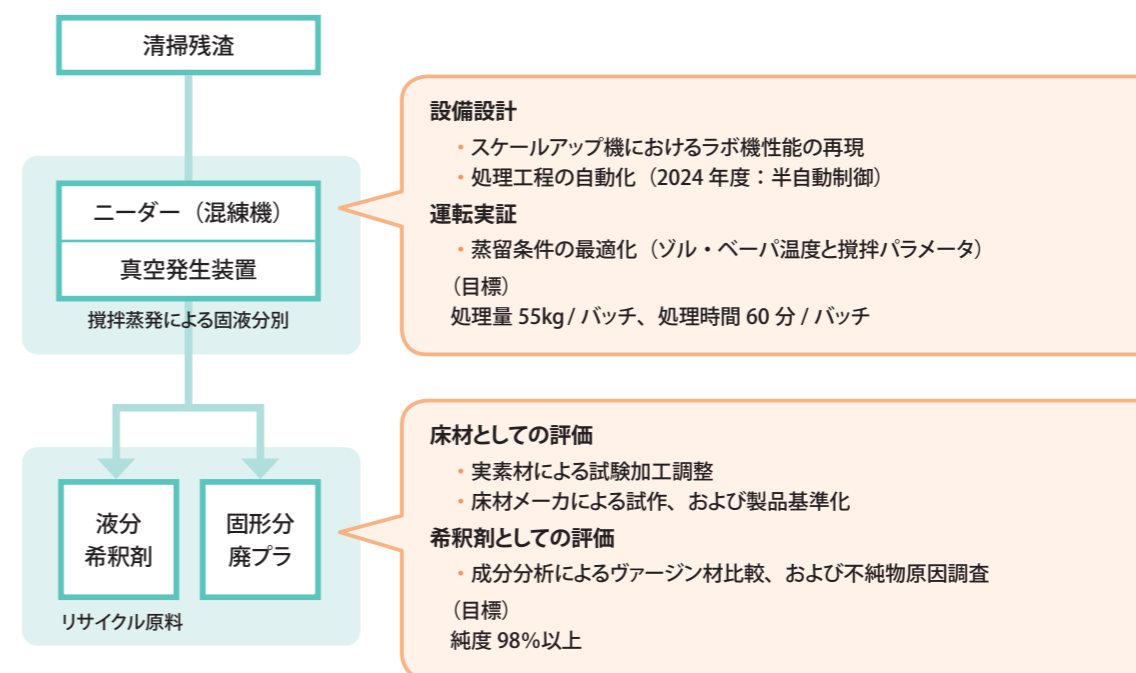 清掃残渣
ニーダー（混練機）
真空発生装置
撹拌蒸発による固液分別
設備設計
・スケールアップ機におけるラボ機性能の再現
・処理工程の自動化（2024 年度：半自動制御）
運転実証
・蒸留条件の最適化（ゾル・ベーパ温度と撹拌パラメータ）
（目標）
処理量 55kg / バッチ、処理時間 60 分 / バッチ
液分
希釈剤
固形分
廃プラ
リサイクル原料
床材としての評価
・実素材による試験加工調整
・床材メーカによる試作、および製品基準化
希釈剤としての評価
・成分分析によるヴァージン材比較、および不純物原因調査
（目標）
純度 98%以上